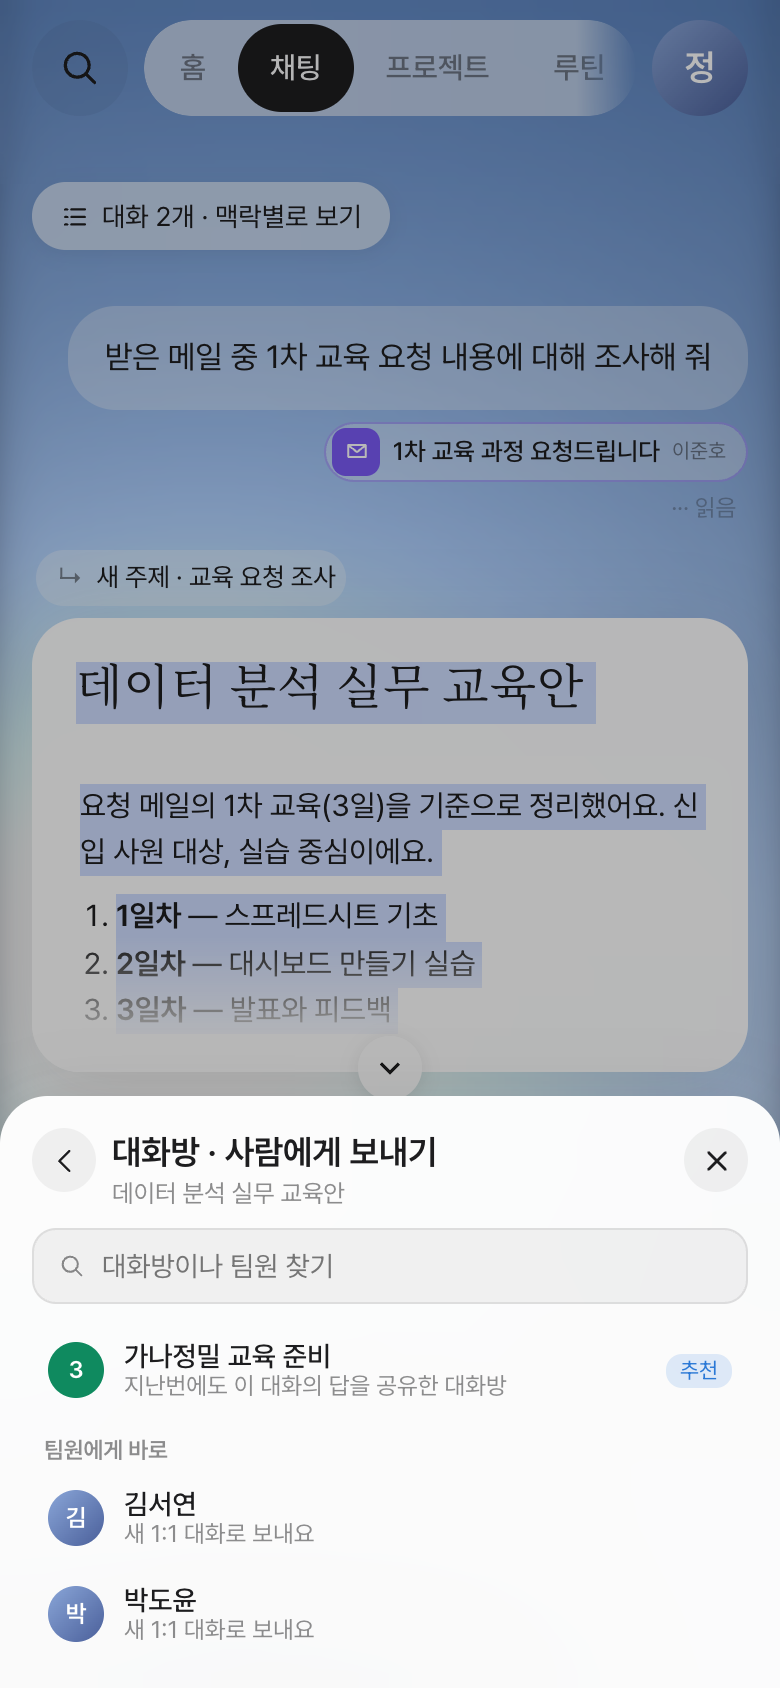 홈 채팅 프로젝트 루틴 정
대화 2개 · 맥락별로 보기
받은 메일 중 1차 교육 요청 내용에 대해 조사해 줘
1차 교육 과정 요청드립니다 이준호
··· 읽음
새 주제 · 교육 요청 조사
데이터 분석 실무 교육안
요청 메일의 1차 교육(3일)을 기준으로 정리했어요. 신
입 사원 대상, 실습 중심이에요.
1. 1일차 — 스프레드시트 기초
2. 2일차 — 대시보드 만들기 실습
3. 3일차 — 발표와 피드백
대화방 · 사람에게 보내기
데이터 분석 실무 교육안
대화방이나 팀원 찾기
3 가나정밀 교육 준비
지난번에도 이 대화의 답을 공유한 대화방
추천
팀원에게 바로
김 김서연
새 1:1 대화로 보내요
박 박도윤
새 1:1 대화로 보내요